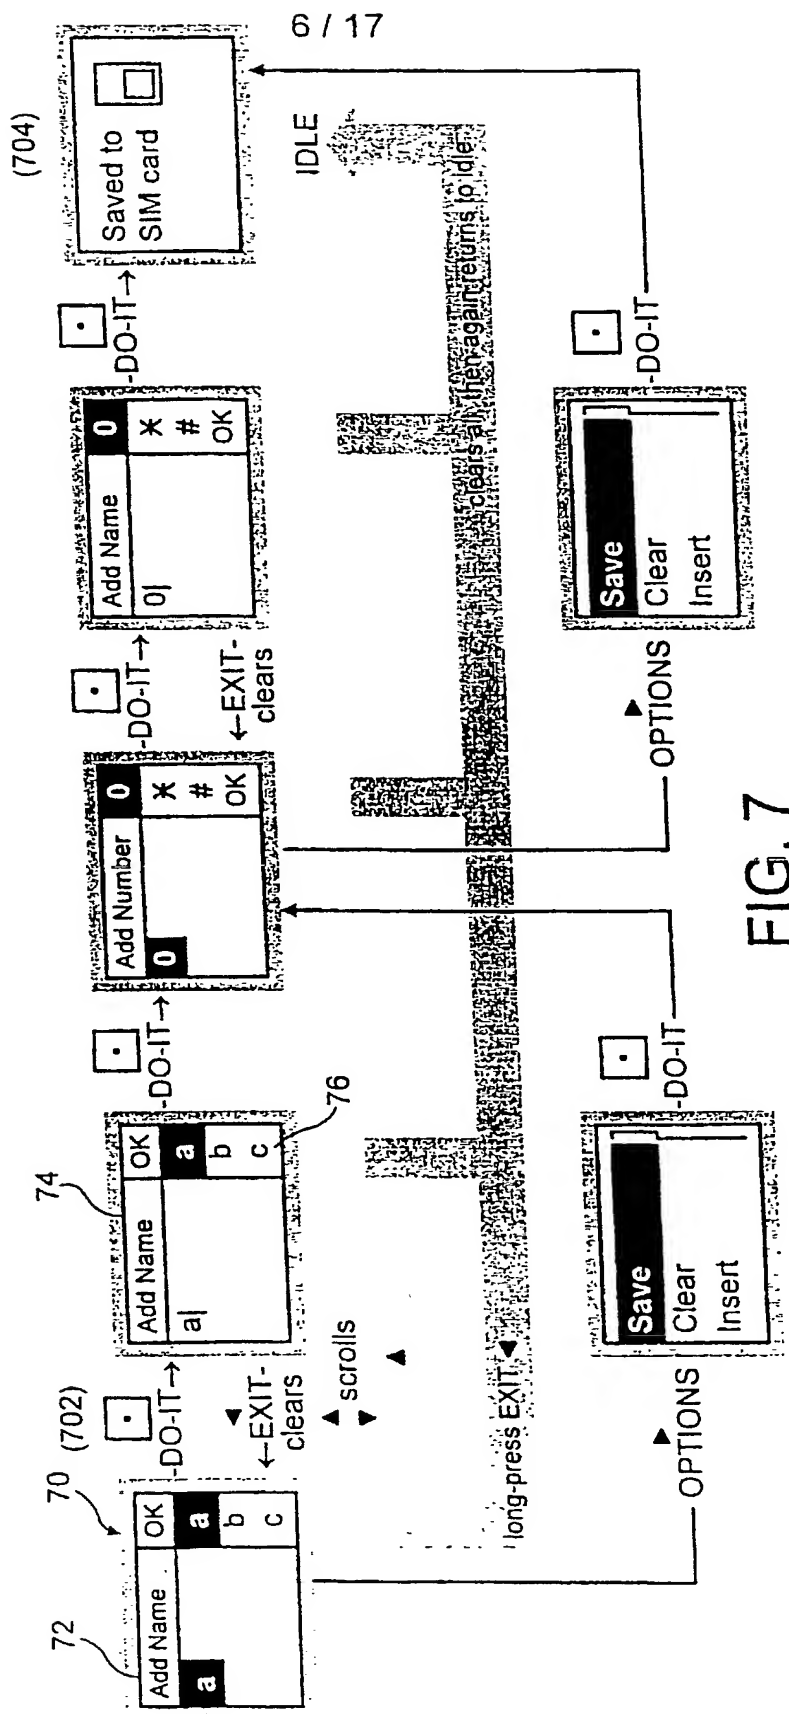 6 / 17
(704)
Saved to
SIM card
-DO-IT→
Add Name
0|
0
*
#
OK
IDLE
-DO-IT→
←EXIT-
clears
Add Number
0
0
*
#
OK
-DO-IT→
74
Add Name
a|
OK
a
b
c
76
(702)
-DO-IT→
←EXIT-
clears
scrolls
70
72
Add Name
a
OK
a
b
c
long-press EXIT
clears all, then again returns to Idle
OPTIONS
Save
Clear
Insert
-DO-IT
OPTIONS
Save
Clear
Insert
-DO-IT
FIG. 7